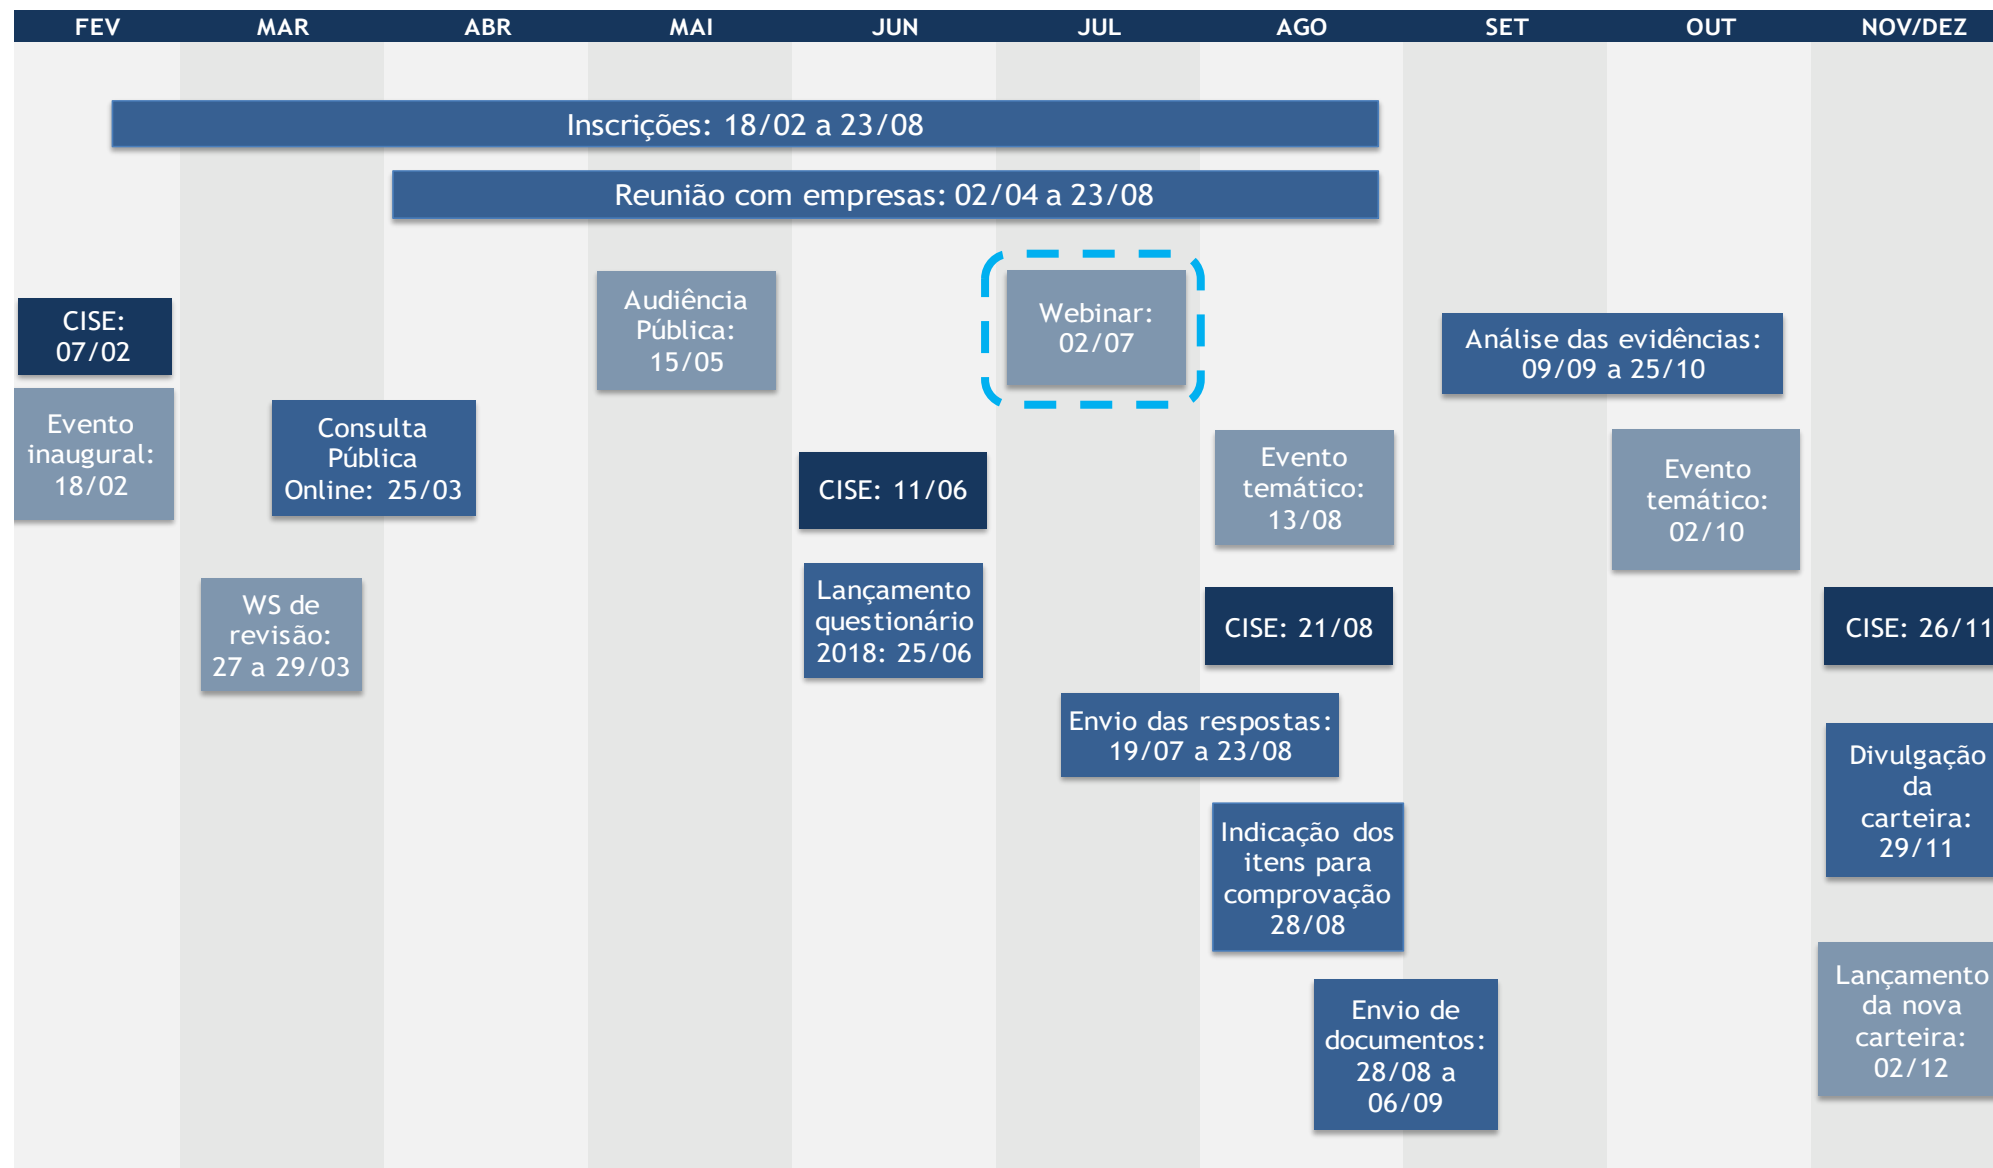 FEV MAR ABR MAI JUN JUL AGO SET OUT NOV/DEZ
Inscrições: 18/02 a 23/08
Reunião com empresas: 02/04 a 23/08
CISE:
07/02
Evento
inaugural:
18/02
Consulta
Pública
Online: 25/03
WS de
revisão:
27 a 29/03
Audiência
Pública:
15/05
CISE: 11/06
Lançamento
questionário
2018: 25/06
Webinar:
02/07
Envio das respostas:
19/07 a 23/08
Evento
temático:
13/08
CISE: 21/08
Indicação dos
itens para
comprovação
28/08
Envio de
documentos:
28/08 a
06/09
Análise das evidências:
09/09 a 25/10
Evento
temático:
02/10
CISE: 26/11
Divulgação
da
carteira:
29/11
Lançamento
da nova
carteira:
02/12